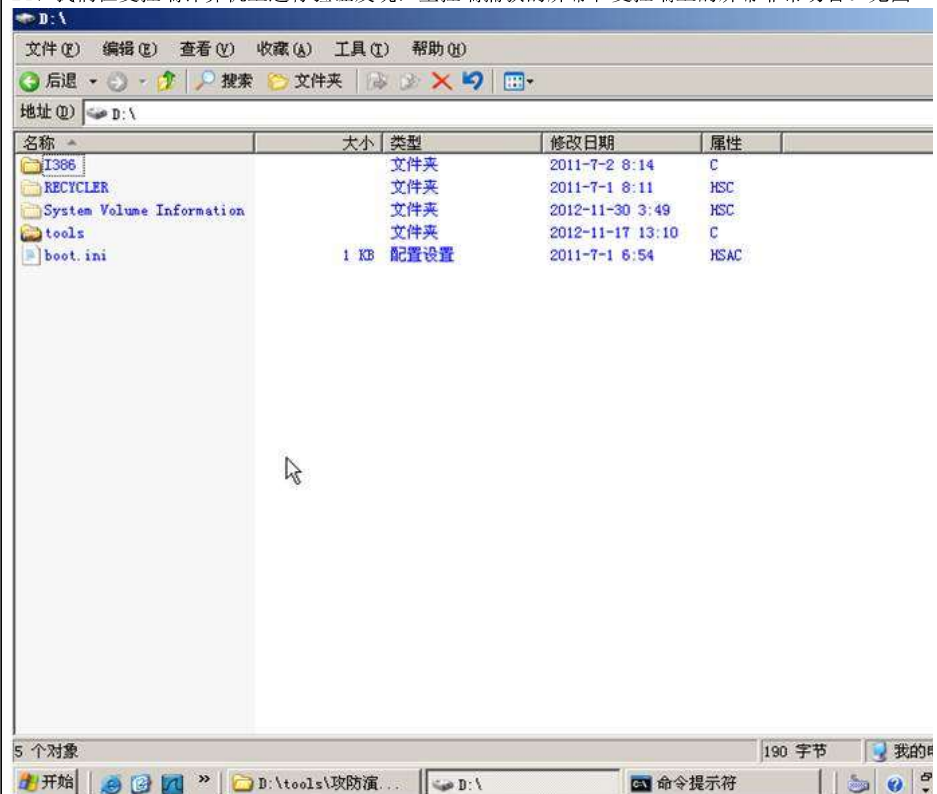 D:\
文件(F) 编辑(E) 查看(V) 收藏(A) 工具(T) 帮助(H)
后退 搜索 文件夹
地址(D) D:\
名称 大小 类型 修改日期 属性
I386 文件夹 2011-7-2 8:14 C
RECYCLER 文件夹 2011-7-1 8:11 HSC
System Volume Information 文件夹 2012-11-30 3:49 HSC
tools 文件夹 2012-11-17 13:10 C
boot.ini 1 KB 配置设置 2011-7-1 6:54 HSAC
5 个对象 190 字节 我的
开始 » D:\tools\攻防演... D:\ 命令提示符